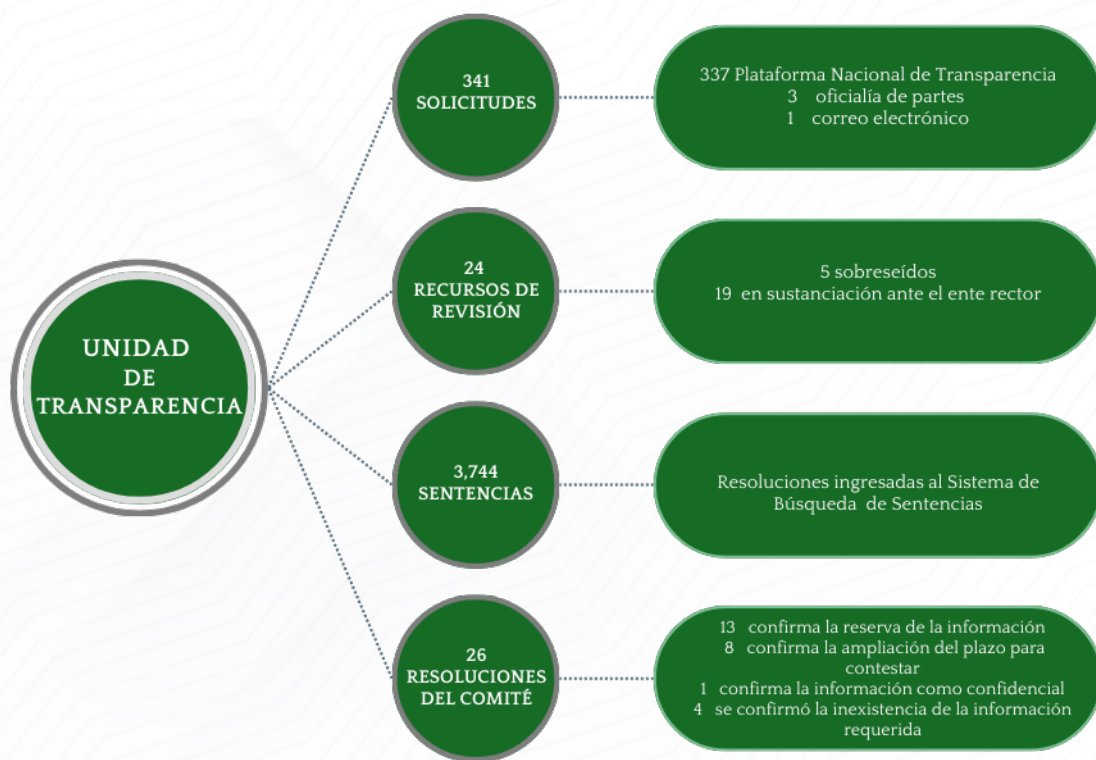 UNIDAD
DE
TRANSPARENCIA
341
SOLICITUDES
337 Plataforma Nacional de Transparencia
3 oficialía de partes
1 correo electrónico
24
RECURSOS DE
REVISIÓN
5 sobreseídos
19 en sustanciación ante el ente rector
3,744
SENTENCIAS
Resoluciones ingresadas al Sistema de
Búsqueda de Sentencias
26
RESOLUCIONES
DEL COMITÉ
13 confirma la reserva de la información
8 confirma la ampliación del plazo para
contestar
1 confirma la información como confidencial
4 se confirmó la inexistencia de la información
requerida